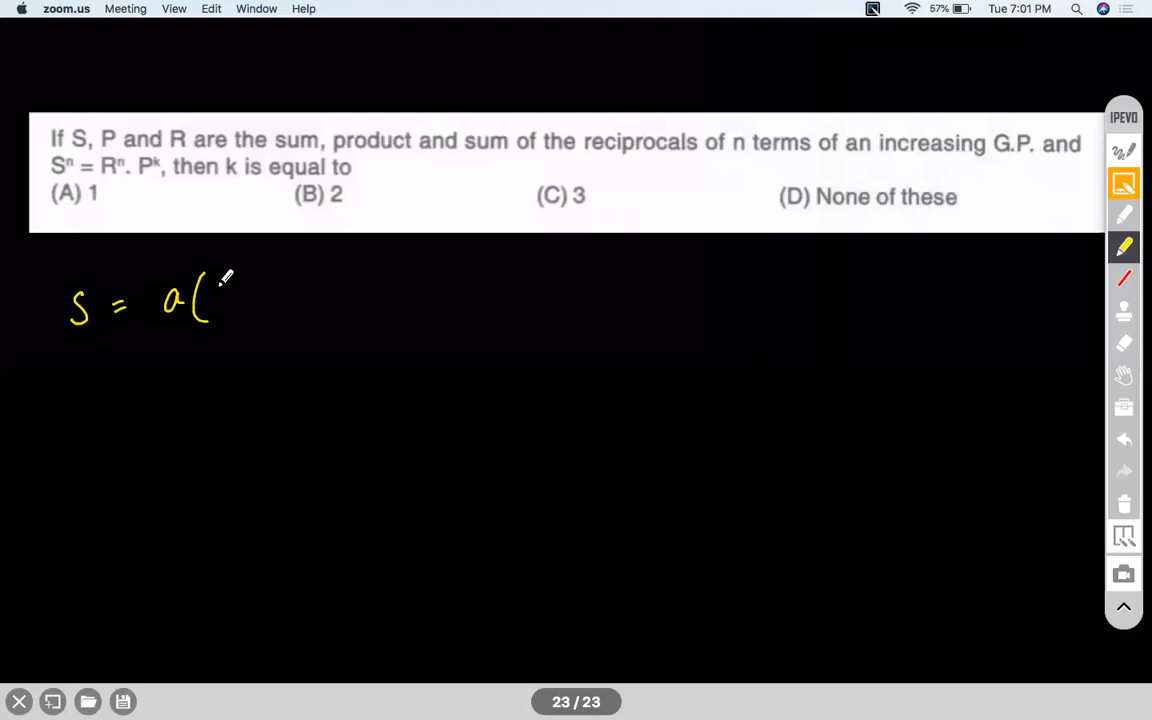 zoom.us Meeting View Edit Window Help 57% Tue 7:01 PM
IPEVO
If S, P and R are the sum, product and sum of the reciprocals of n terms of an increasing G.P. and
Sⁿ = Rⁿ. Pᵏ, then k is equal to
(A) 1 (B) 2 (C) 3 (D) None of these
S = a(
23 / 23